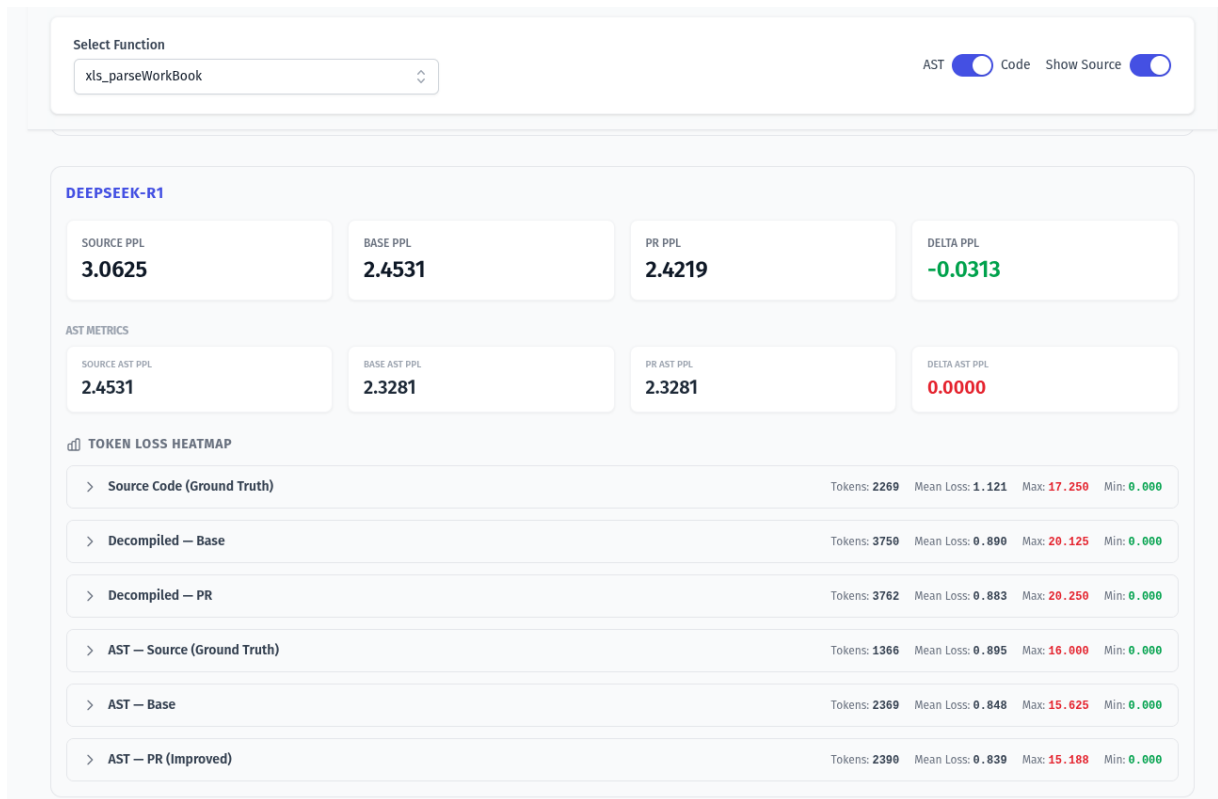 Select Function
xls_parseWorkBook
AST Code Show Source
DEEPSEEK-R1
SOURCE PPL BASE PPL PR PPL DELTA PPL
3.0625 2.4531 2.4219 -0.0313
AST METRICS
SOURCE AST PPL BASE AST PPL PR AST PPL DELTA AST PPL
2.4531 2.3281 2.3281 0.0000
TOKEN LOSS HEATMAP
Source Code (Ground Truth) Tokens: 2269 Mean Loss: 1.121 Max: 17.250 Min: 0.000
Decompiled — Base Tokens: 3750 Mean Loss: 0.890 Max: 20.125 Min: 0.000
Decompiled — PR Tokens: 3762 Mean Loss: 0.883 Max: 20.250 Min: 0.000
AST — Source (Ground Truth) Tokens: 1366 Mean Loss: 0.895 Max: 16.000 Min: 0.000
AST — Base Tokens: 2369 Mean Loss: 0.848 Max: 15.625 Min: 0.000
AST — PR (Improved) Tokens: 2390 Mean Loss: 0.839 Max: 15.188 Min: 0.000